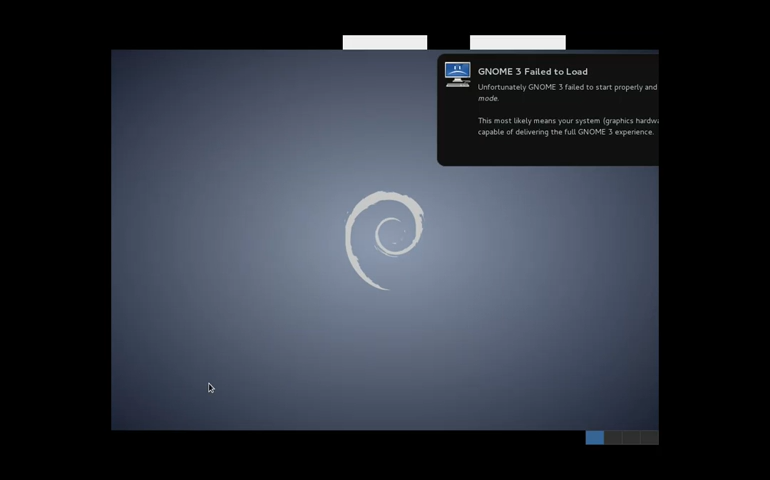 GNOME 3 Failed to Load
Unfortunately GNOME 3 failed to start properly and
mode.
This most likely means your system (graphics hardwa
capable of delivering the full GNOME 3 experience.